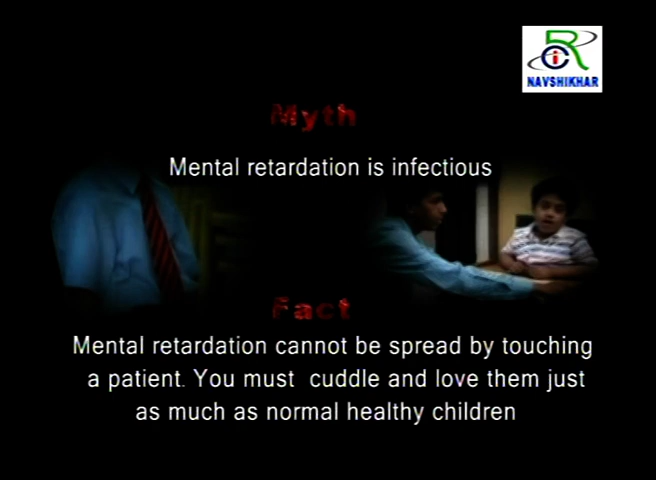 NAVSHIKHAR
Myth
Mental retardation is infectious
Fact
Mental retardation cannot be spread by touching
a patient. You must cuddle and love them just
as much as normal healthy children